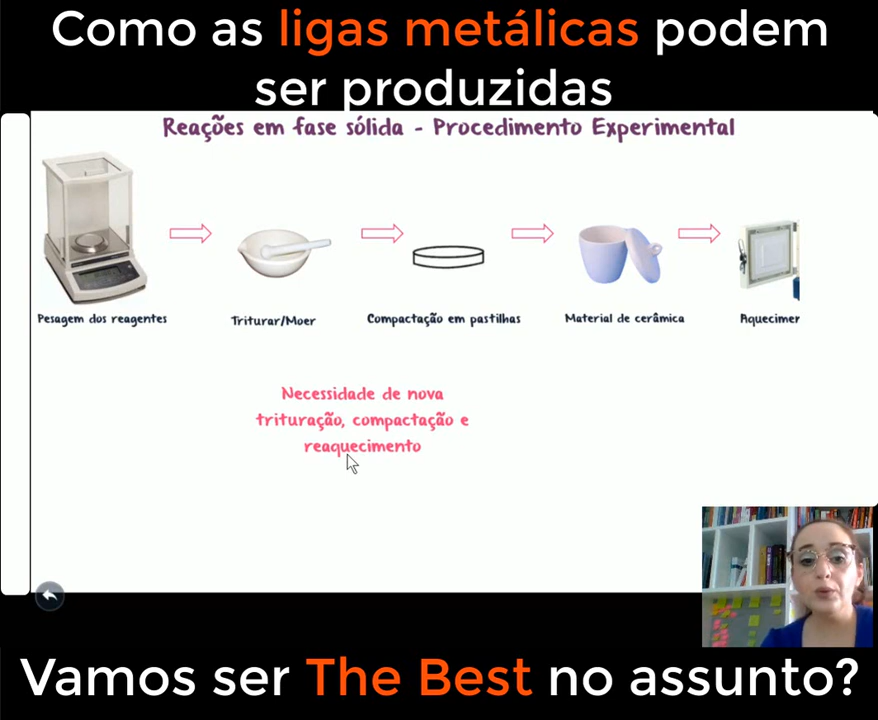 Como as ligas metálicas podem
ser produzidas
Reações em fase sólida - Procedimento Experimental
Pesagem dos reagentes
Triturar/Moer
Compactação em pastilhas
Material de cerâmica
Aquecimen
Necessidade de nova
trituração, compactação e
reaquecimento
Vamos ser The Best no assunto?